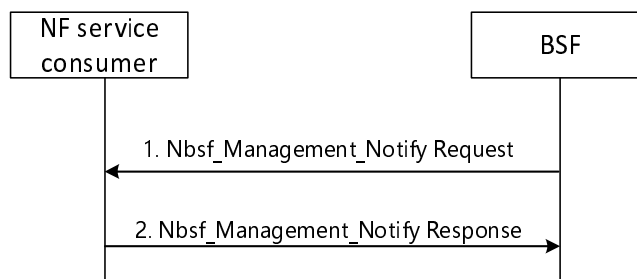 NF service
consumer
BSF
1. Nbsf_Management_Notify Request
2. Nbsf_Management_Notify Response